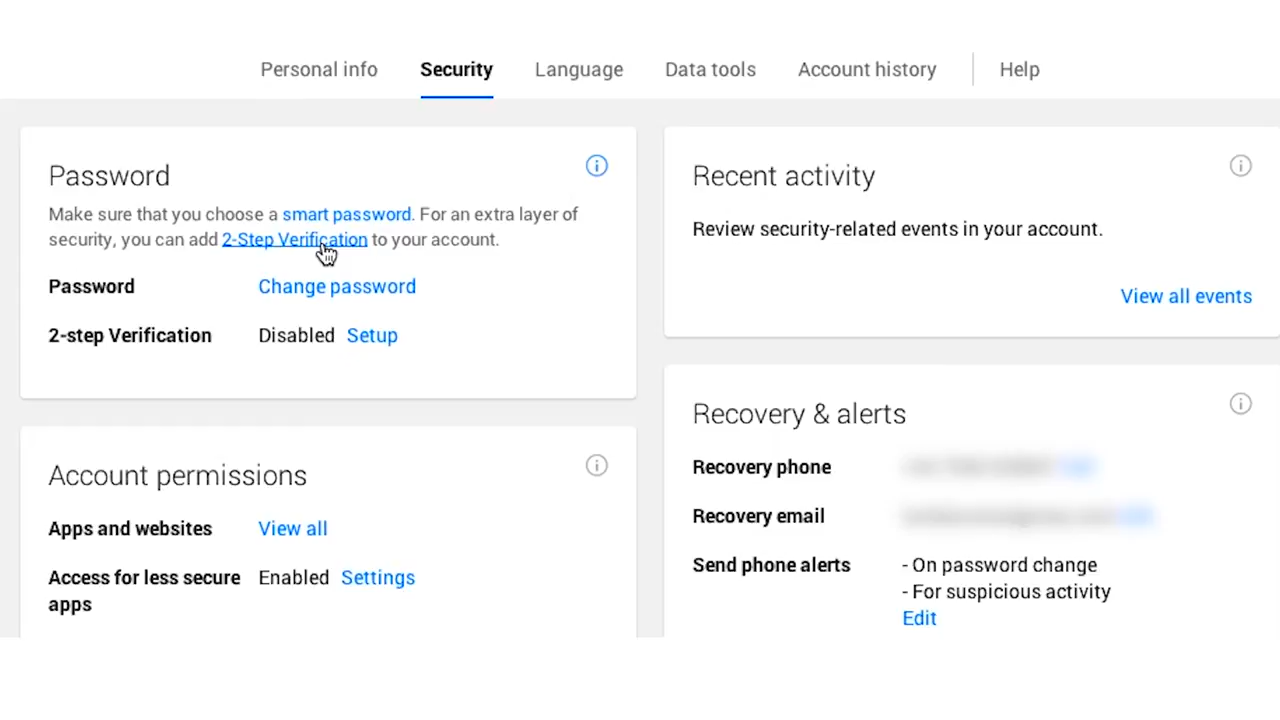 Personal info Security Language Data tools Account history Help
Password
Make sure that you choose a smart password. For an extra layer of
security, you can add 2-Step Verification to your account.
Password Change password
2-step Verification Disabled Setup
Account permissions
Apps and websites View all
Access for less secure Enabled Settings
apps
Recent activity
Review security-related events in your account.
View all events
Recovery & alerts
Recovery phone
Recovery email
Send phone alerts - On password change
- For suspicious activity
Edit